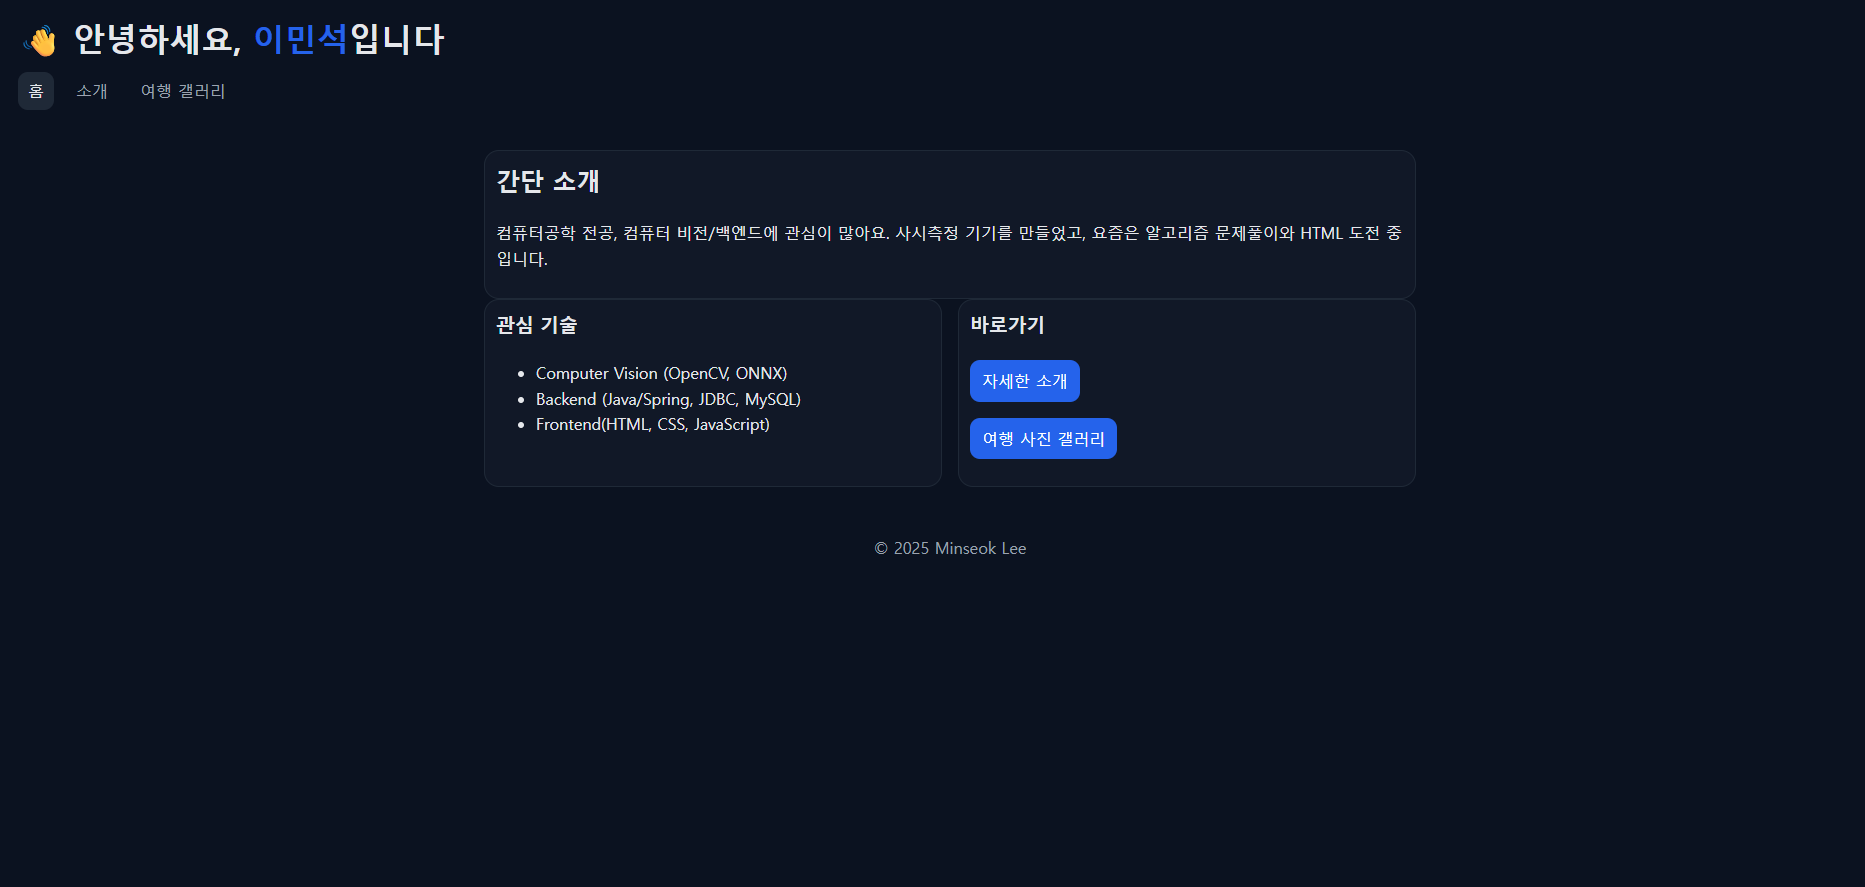 👋 안녕하세요, 이민석입니다
홈 소개 여행 갤러리
간단 소개
컴퓨터공학 전공, 컴퓨터 비전/백엔드에 관심이 많아요. 사시측정 기기를 만들었고, 요즘은 알고리즘 문제풀이와 HTML 도전 중
입니다.
관심 기술
• Computer Vision (OpenCV, ONNX)
• Backend (Java/Spring, JDBC, MySQL)
• Frontend(HTML, CSS, JavaScript)
바로가기
자세한 소개
여행 사진 갤러리
© 2025 Minseok Lee